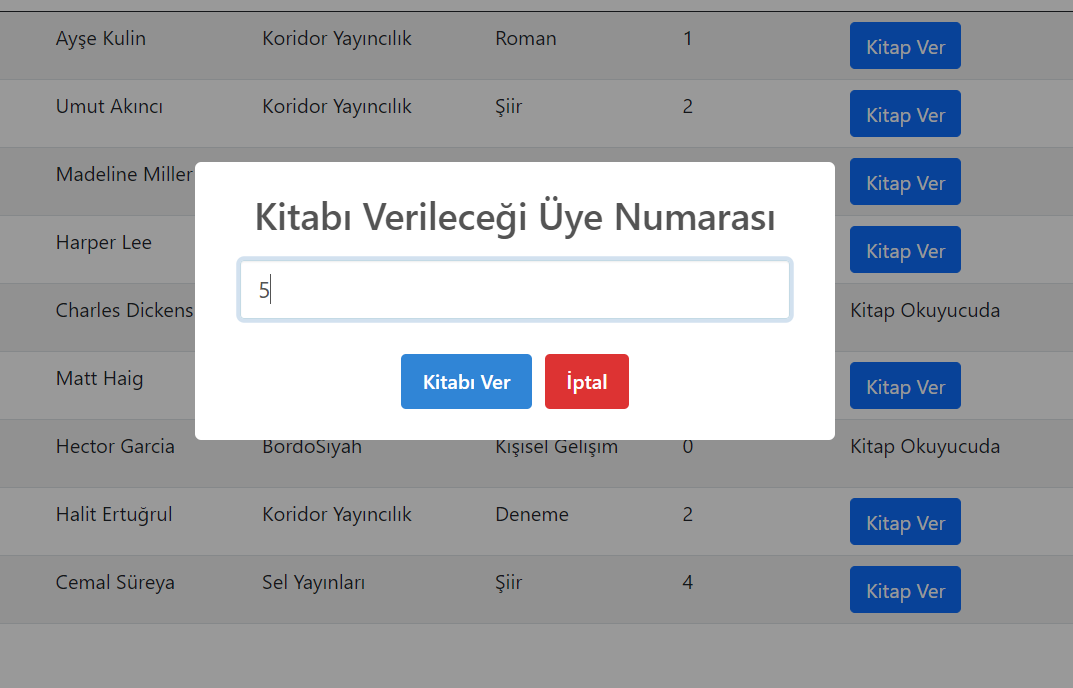 Ayşe Kulin Koridor Yayıncılık Roman 1 Kitap Ver
Umut Akıncı Koridor Yayıncılık Şiir 2 Kitap Ver
Madeline Miller Kitap Ver
Kitabı Verileceği Üye Numarası
Harper Lee Kitap Ver
5
Charles Dickens Kitap Okuyucuda
Matt Haig Kitap Ver
Kitabı Ver İptal
Hector Garcia BordoSiyah Kişisel Gelişim 0 Kitap Okuyucuda
Halit Ertuğrul Koridor Yayıncılık Deneme 2 Kitap Ver
Cemal Süreya Sel Yayınları Şiir 4 Kitap Ver